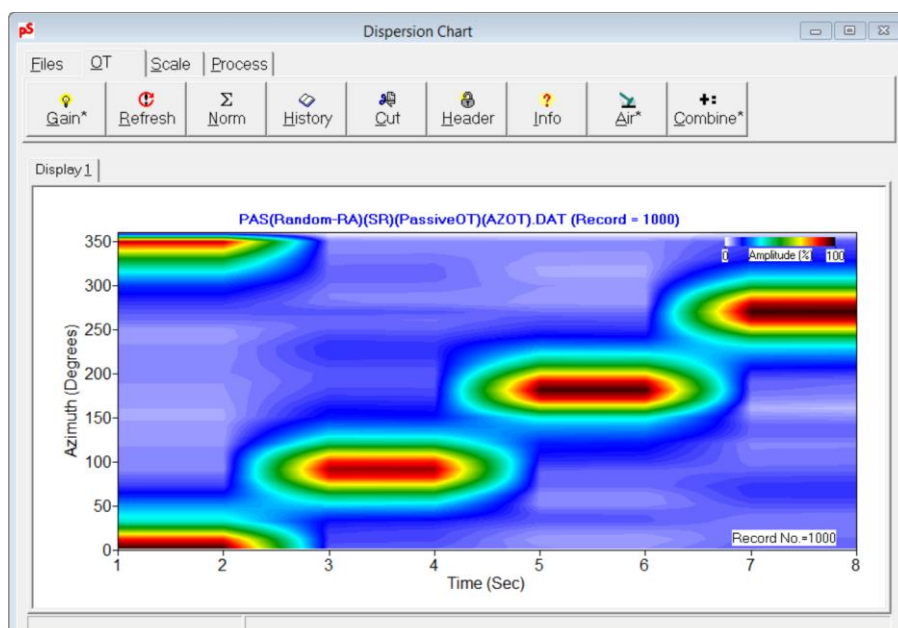 pS Dispersion Chart
Files OT Scale Process
Gain* Refresh Norm History Cut Header Info Air* Combine*
Display 1
PAS(Random-RA)(SR)(PassiveOT)(AZOT).DAT (Record = 1000)
0 Amplitude (%) 100
350
300
250
200
150
100
50
0
Azimuth (Degrees)
Record No.=1000
1 2 3 4 5 6 7 8
Time (Sec)